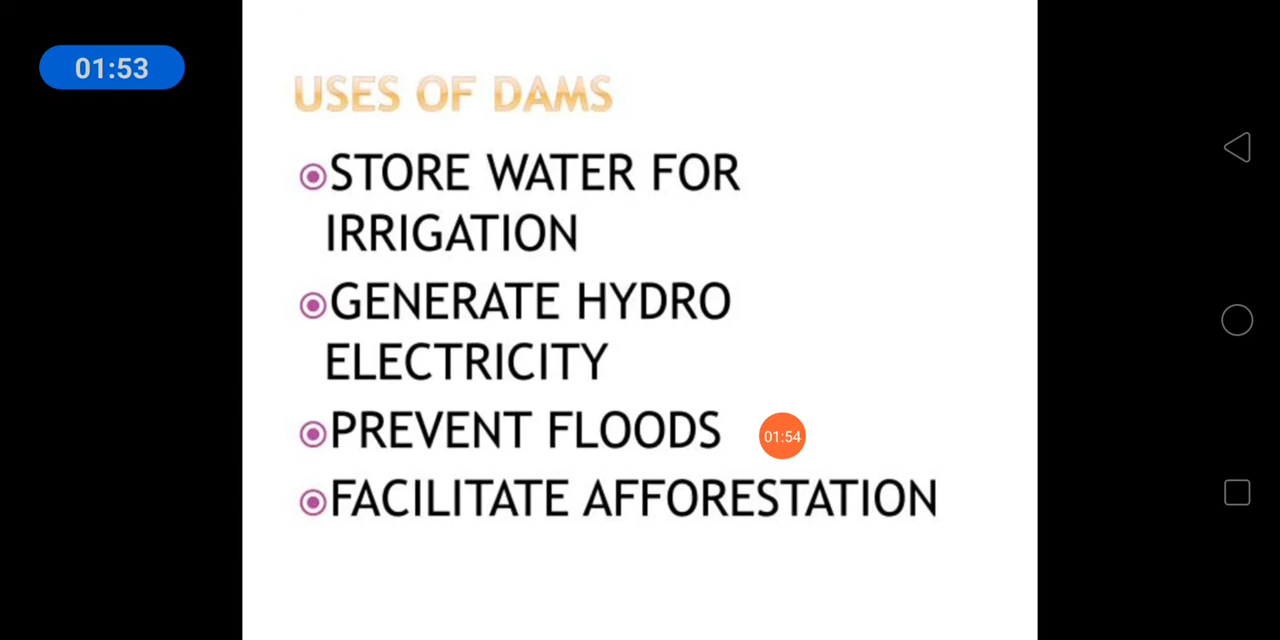 01:53
USES OF DAMS
STORE WATER FOR
IRRIGATION
GENERATE HYDRO
ELECTRICITY
PREVENT FLOODS
01:54
FACILITATE AFFORESTATION